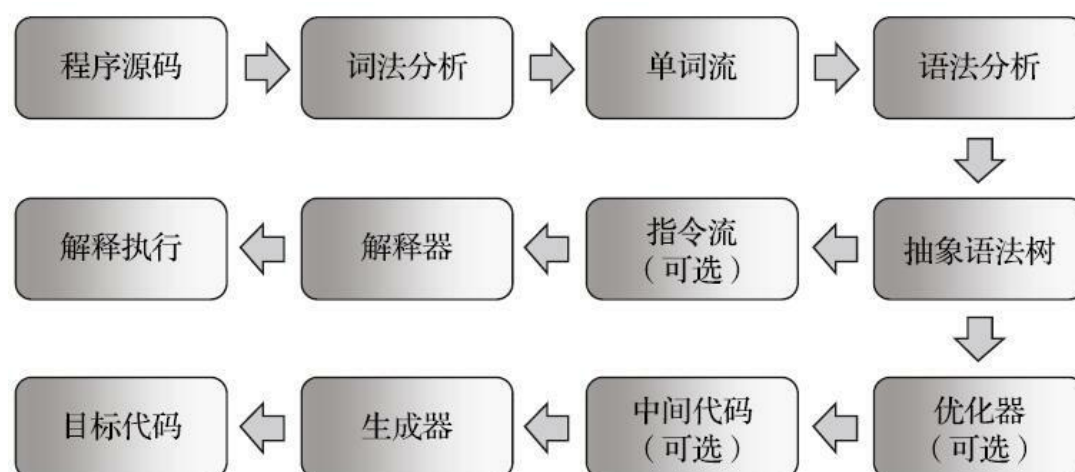 程序源码
词法分析
单词流
语法分析
解释执行
解释器
指令流
（可选）
抽象语法树
目标代码
生成器
中间代码
（可选）
优化器
（可选）